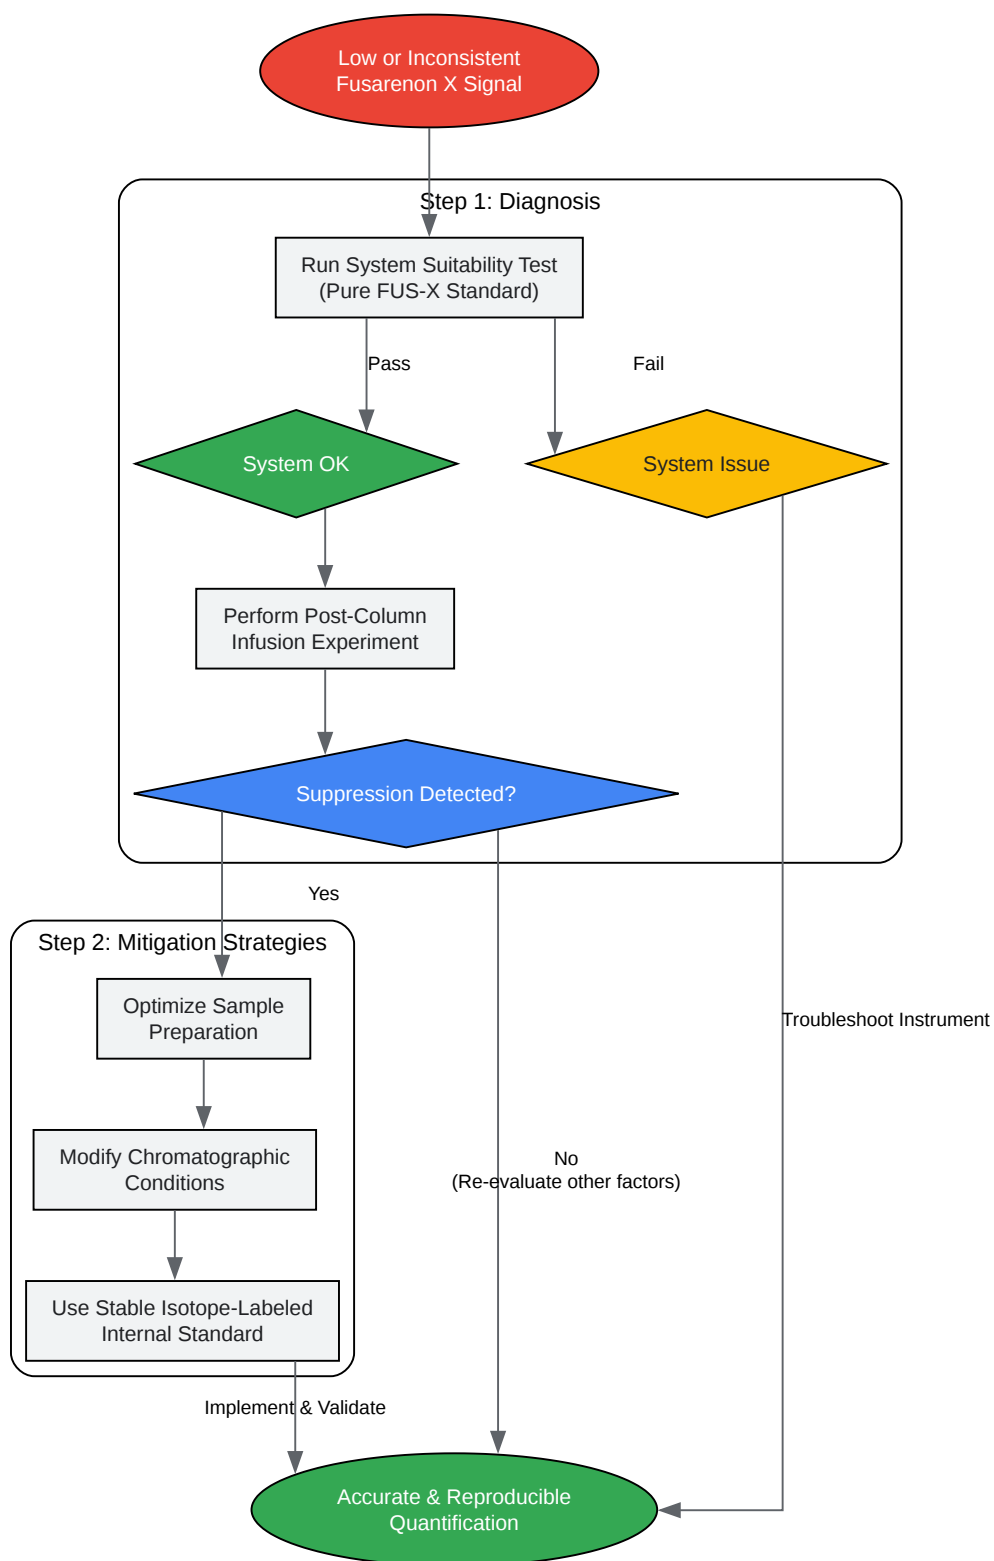 Low or Inconsistent
Fusarenon X Signal
Step 1: Diagnosis
Run System Suitability Test
(Pure FUS-X Standard)
Pass
Fail
System OK
System Issue
Perform Post-Column
Infusion Experiment
Suppression Detected?
Yes
Step 2: Mitigation Strategies
Optimize Sample
Preparation
Troubleshoot Instrument
Modify Chromatographic
Conditions
No
(Re-evaluate other factors)
Use Stable Isotope-Labeled
Internal Standard
Implement & Validate
Accurate & Reproducible
Quantification